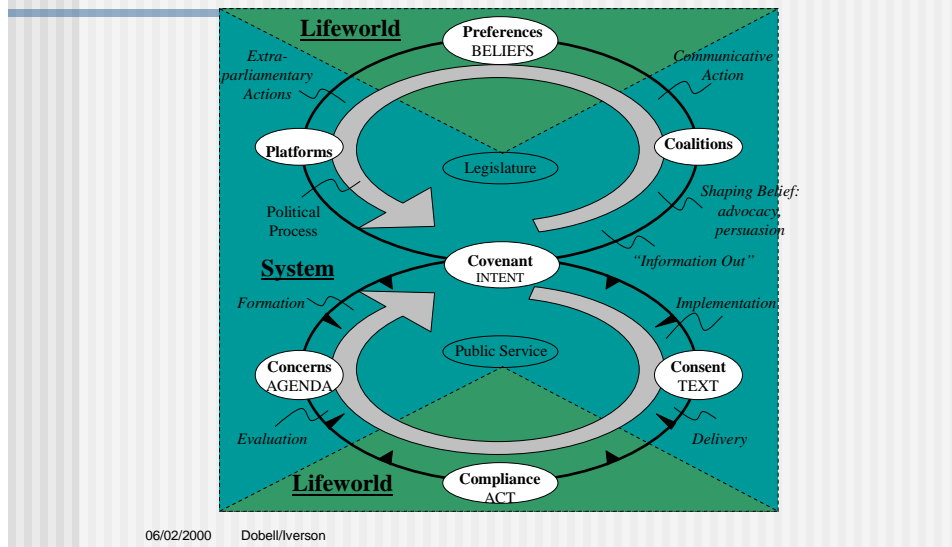 Lifeworld
Preferences
BELIEFS
Extra-
parliamentary
Actions
Communicative
Action
Platforms
Coalitions
Legislature
Political
Process
Shaping Belief:
advocacy,
persuasion
"Information Out"
System
Covenant
INTENT
Formation
Implementation
Public Service
Concerns
AGENDA
Consent
TEXT
Evaluation
Delivery
Lifeworld
Compliance
ACT
06/02/2000 Dobell/Iverson